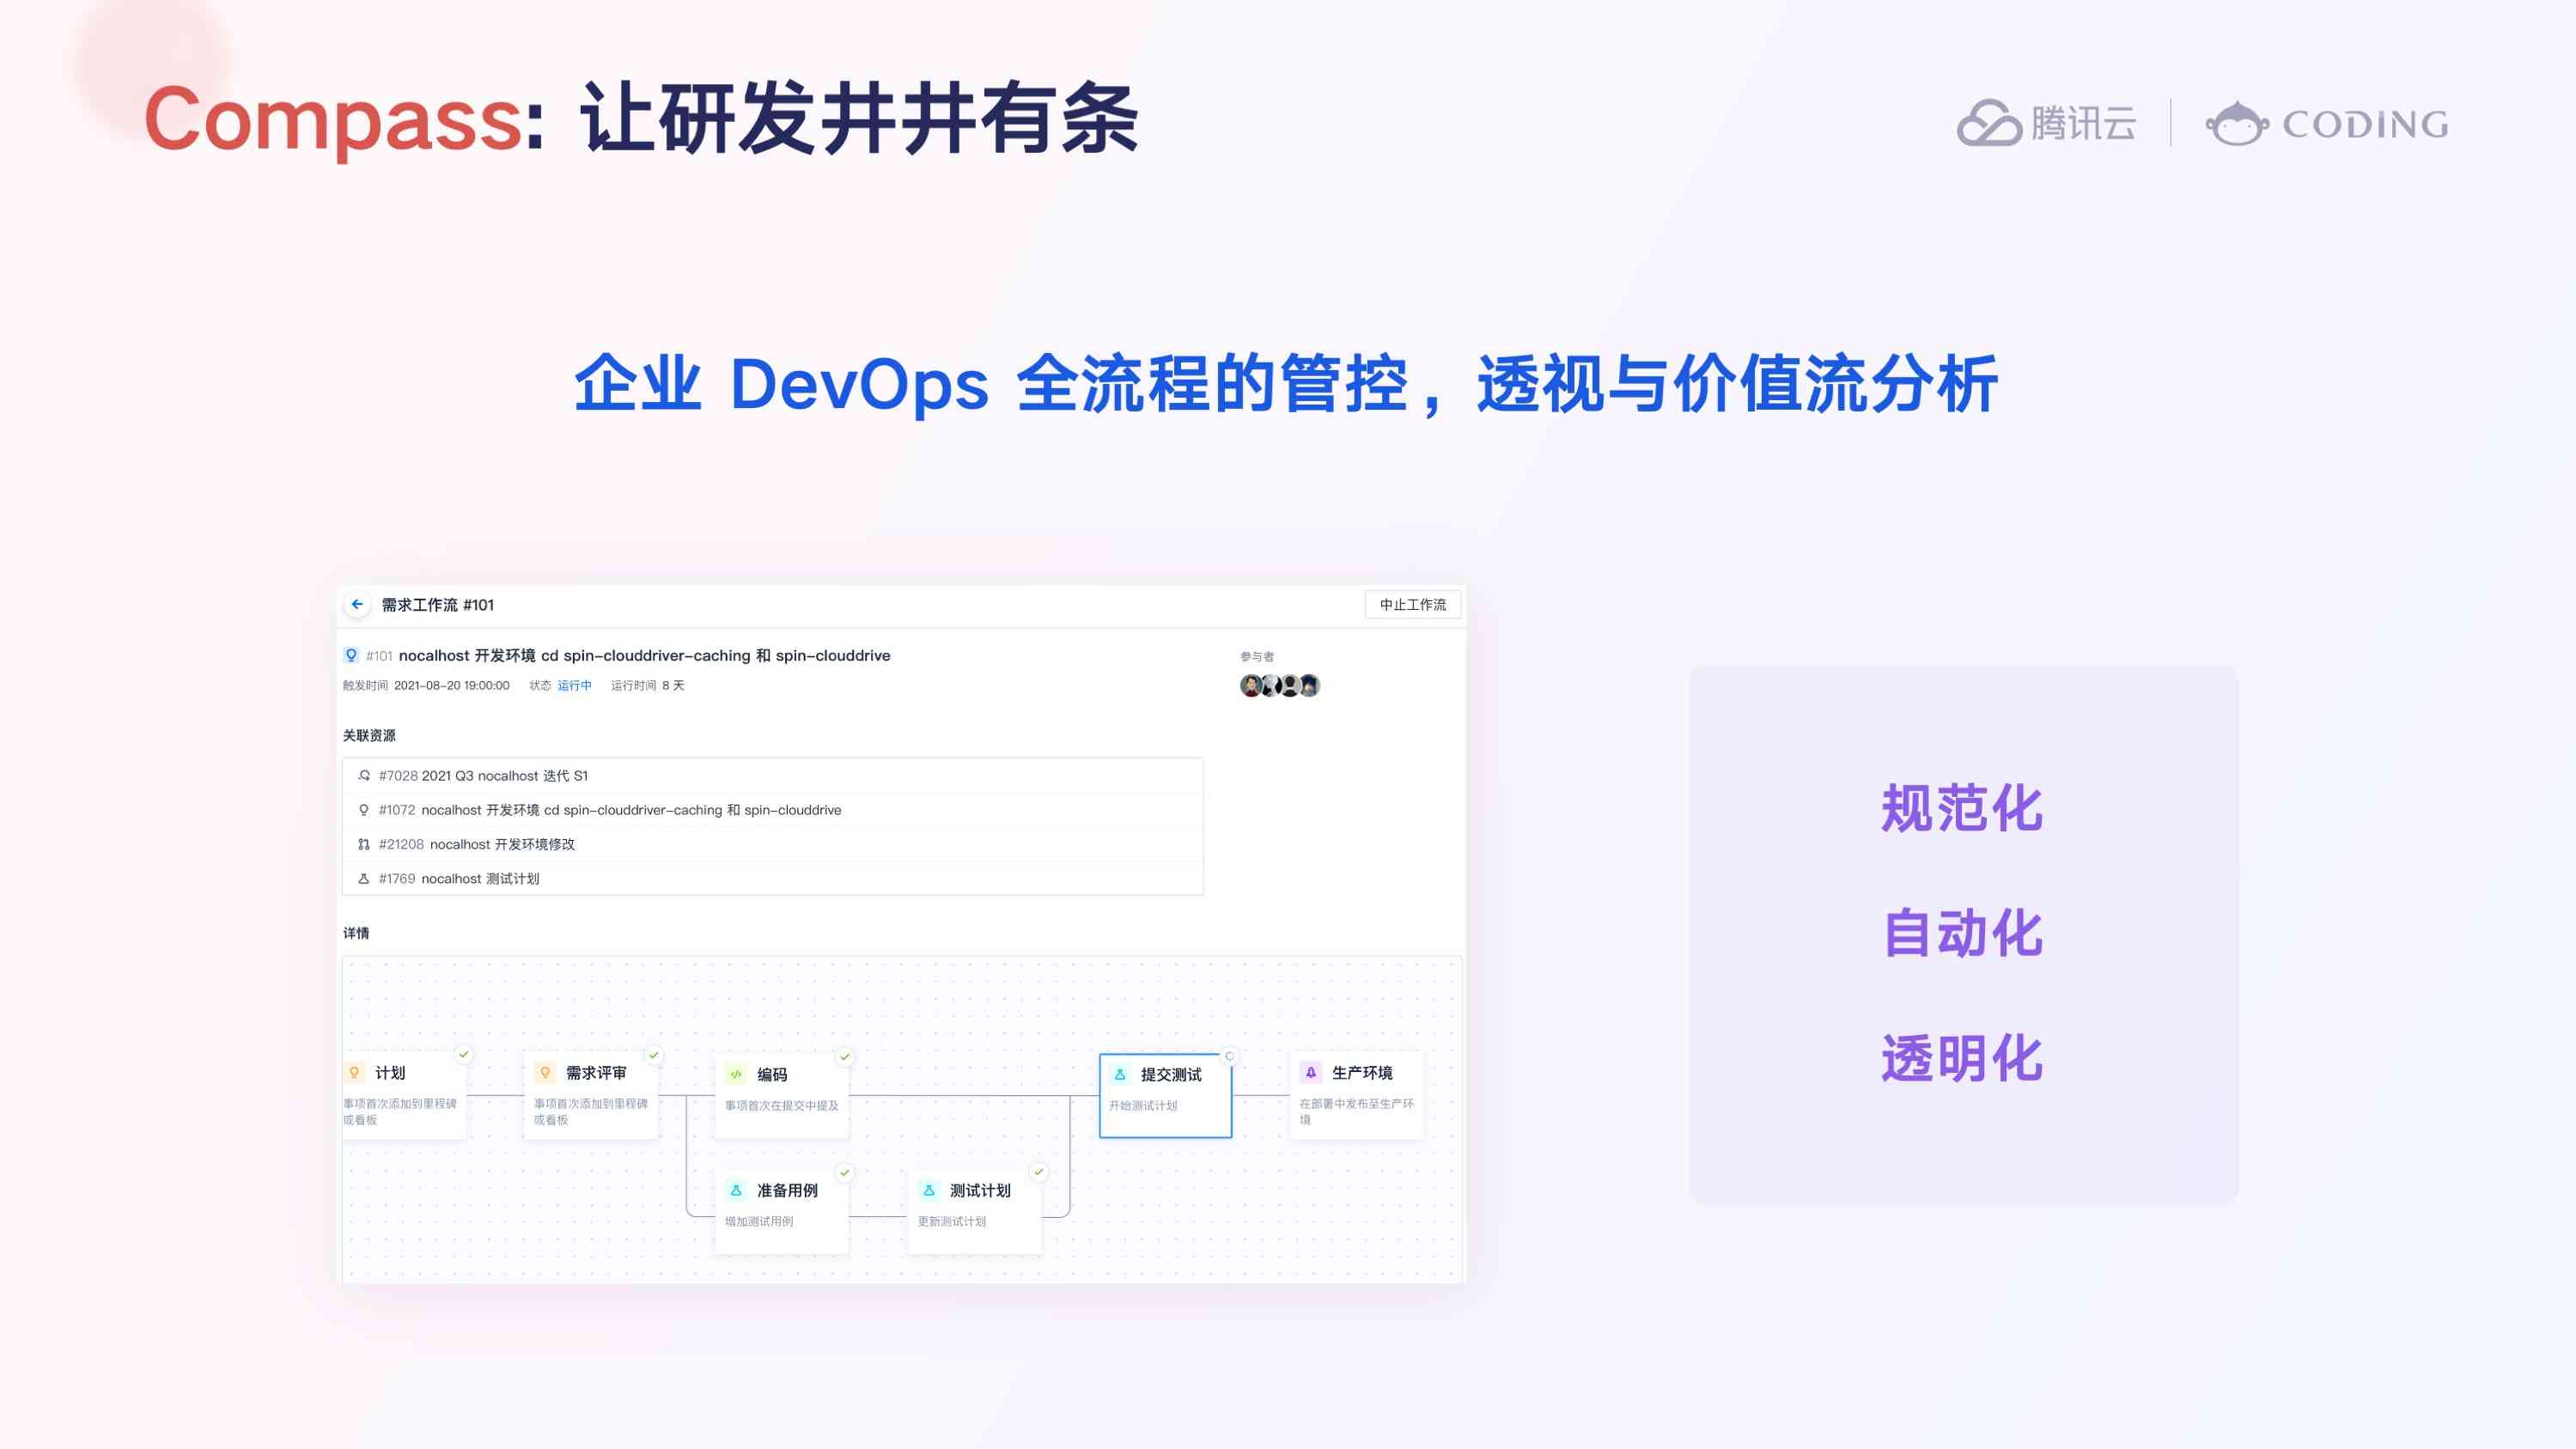 Compass: 让研发井井有条
腾讯云
CODING
企业 DevOps 全流程的管控，透视与价值流分析
需求工作流 #101
中止工作流
#101 nocalhost 开发环境 cd spin-clouddriver-caching 和 spin-clouddrive
参与者
触发时间 2021-08-20 19:00:00 状态 运行中 运行时间 8 天
关联资源
#7028 2021 Q3 nocalhost 迭代 S1
#1072 nocalhost 开发环境 cd spin-clouddriver-caching 和 spin-clouddrive
#21208 nocalhost 开发环境修改
#1769 nocalhost 测试计划
详情
计划
事项首次添加到里程碑
或看板
需求评审
事项首次添加到里程碑
或看板
编码
事项首次在提交中提及
提交测试
开始测试计划
生产环境
在部署中发布至生产环
境
准备用例
增加测试用例
测试计划
更新测试计划
规范化
自动化
透明化